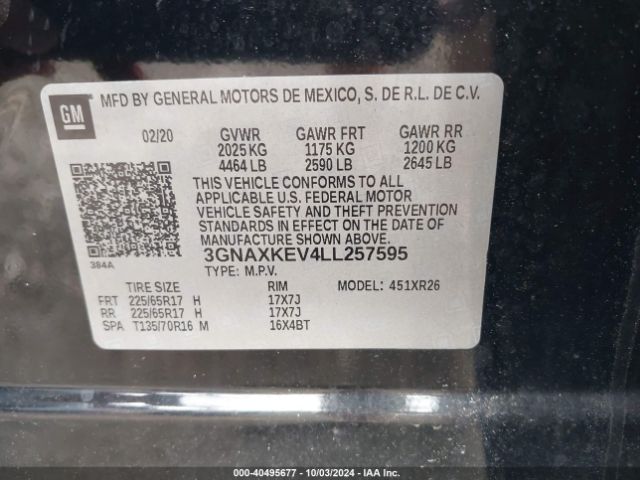 GM
MFD BY GENERAL MOTORS DE MEXICO, S. DE R.L. DE C.V.
02/20 GVWR GAWR FRT GAWR RR
2025 KG 1175 KG 1200 KG
4464 LB 2590 LB 2645 LB
THIS VEHICLE CONFORMS TO ALL
APPLICABLE U.S. FEDERAL MOTOR
VEHICLE SAFETY AND THEFT PREVENTION
STANDARDS IN EFFECT ON THE DATE OF
MANUFACTURE SHOWN ABOVE.
384A
3GNAXKEV4LL257595
TYPE: M.P.V.
TIRE SIZE RIM MODEL: 451XR26
FRT 225/65R17 H 17X7J
RR 225/65R17 H 17X7J
SPA T135/70R16 M 16X4BT
000-40495677 - 10/03/2024 - IAA Inc.